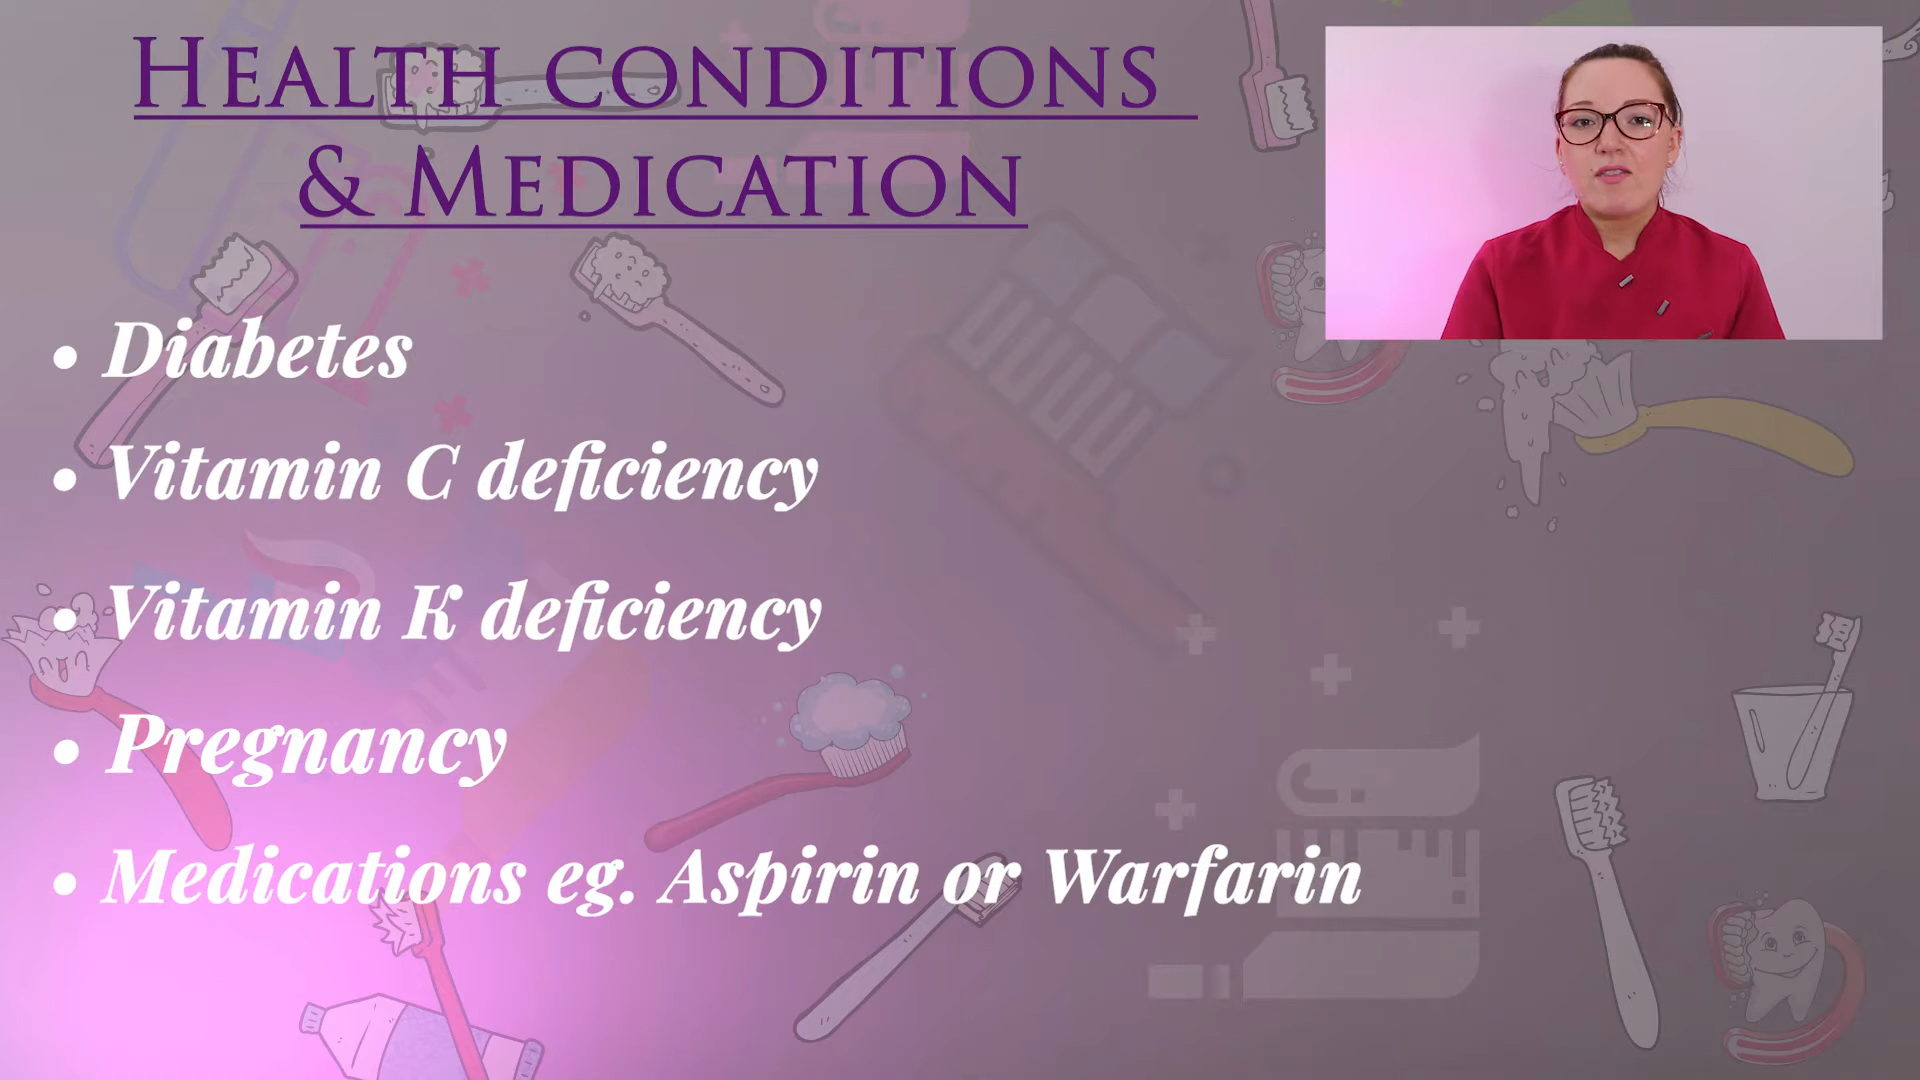 Health conditions
& Medication
• Diabetes
• Vitamin C deficiency
• Vitamin K deficiency
• Pregnancy
• Medications eg. Aspirin or Warfarin